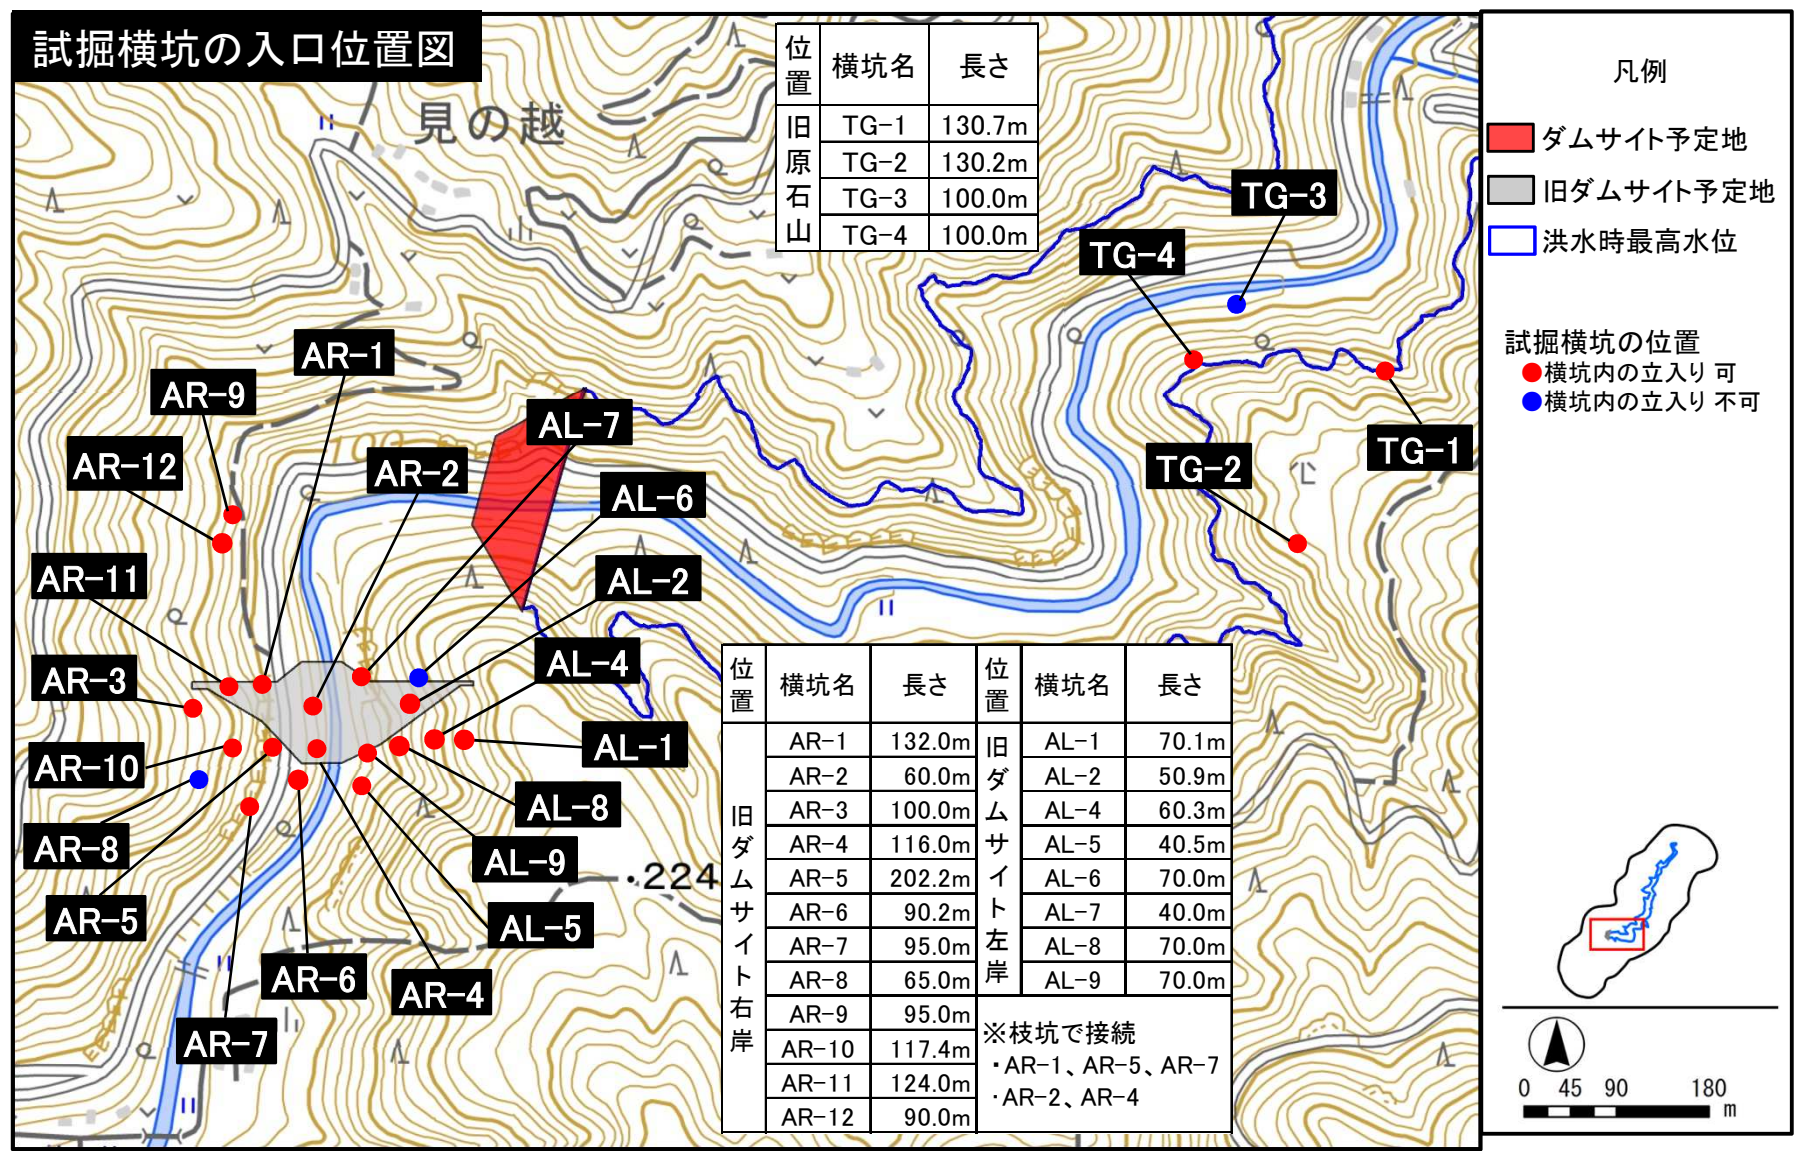 試掘横坑の入口位置図
見の越
位置 横坑名 長さ
旧原石山
TG-1 130.7m
TG-2 130.2m
TG-3 100.0m
TG-4 100.0m
TG-3
TG-4
TG-1
TG-2
AR-1
AR-9
AR-12
AR-2
AL-7
AL-6
AR-11
AL-2
AL-4
AR-3
AL-1
AR-10
AL-8
AR-8
AL-9
AR-5
AL-5
AR-6
AR-4
AR-7
・224
位置 横坑名 長さ 位置 横坑名 長さ
旧ダムサイト右岸
AR-1 132.0m
AR-2 60.0m
AR-3 100.0m
AR-4 116.0m
AR-5 202.2m
AR-6 90.2m
AR-7 95.0m
AR-8 65.0m
AR-9 95.0m
AR-10 117.4m
AR-11 124.0m
AR-12 90.0m
旧ダムサイト左岸
AL-1 70.1m
AL-2 50.9m
AL-4 60.3m
AL-5 40.5m
AL-6 70.0m
AL-7 40.0m
AL-8 70.0m
AL-9 70.0m
※枝坑で接続
・AR-1、AR-5、AR-7
・AR-2、AR-4
凡例
ダムサイト予定地
旧ダムサイト予定地
洪水時最高水位
試掘横坑の位置
横坑内の立入り 可
横坑内の立入り 不可
0 45 90 180
m